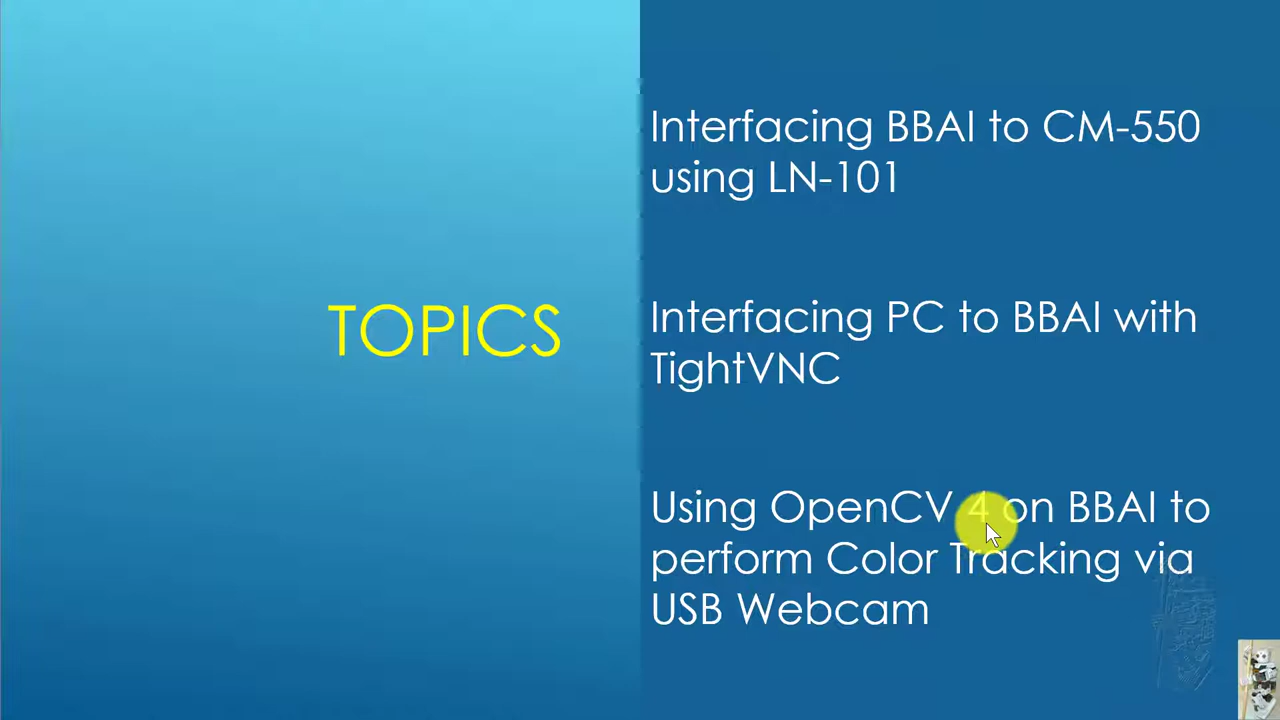 TOPICS
Interfacing BBAI to CM-550
using LN-101
Interfacing PC to BBAI with
TightVNC
Using OpenCV 4 on BBAI to
perform Color Tracking via
USB Webcam